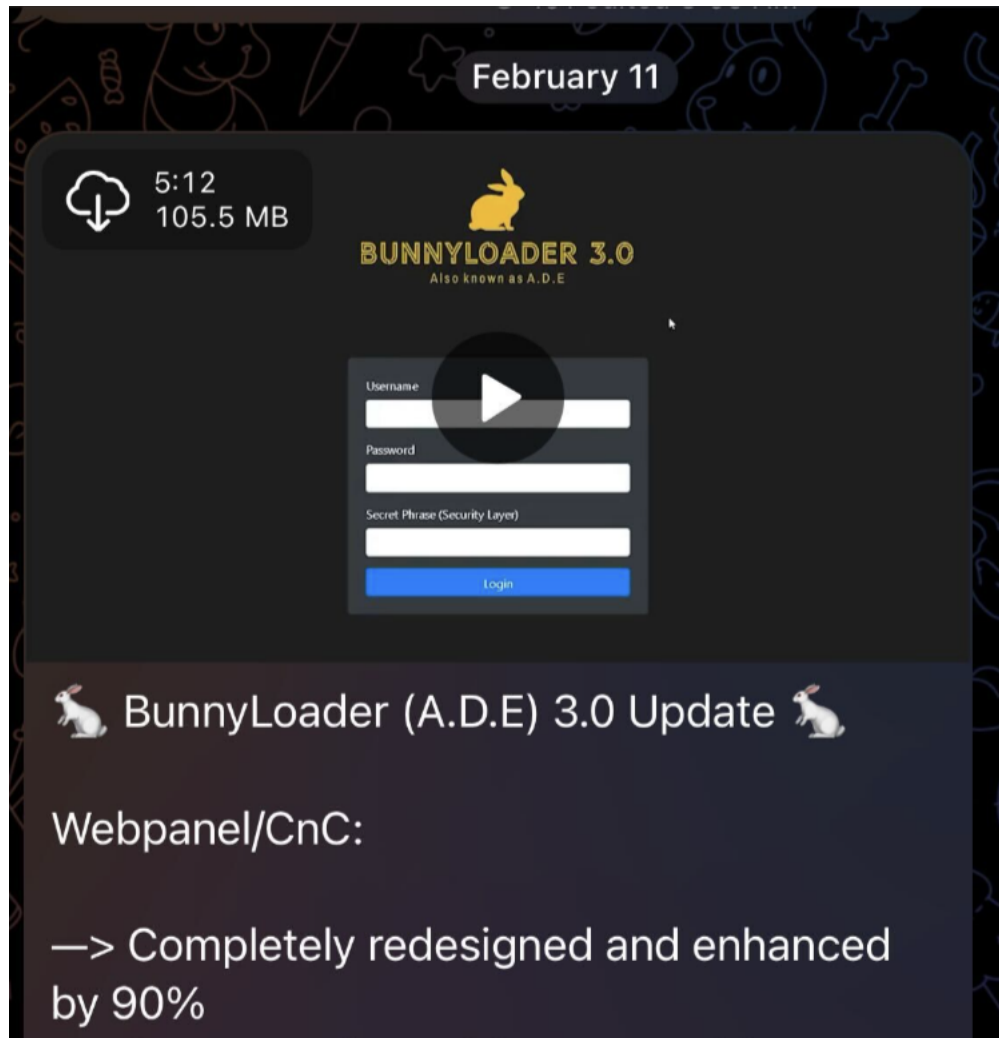 February 11
5:12
105.5 MB
BUNNYLOADER 3.0
Also known as A.D.E
Username
Password
Secret Phrase (Security Layer)
Login
🐇 BunnyLoader (A.D.E) 3.0 Update 🐇
Webpanel/CnC:
—> Completely redesigned and enhanced
by 90%